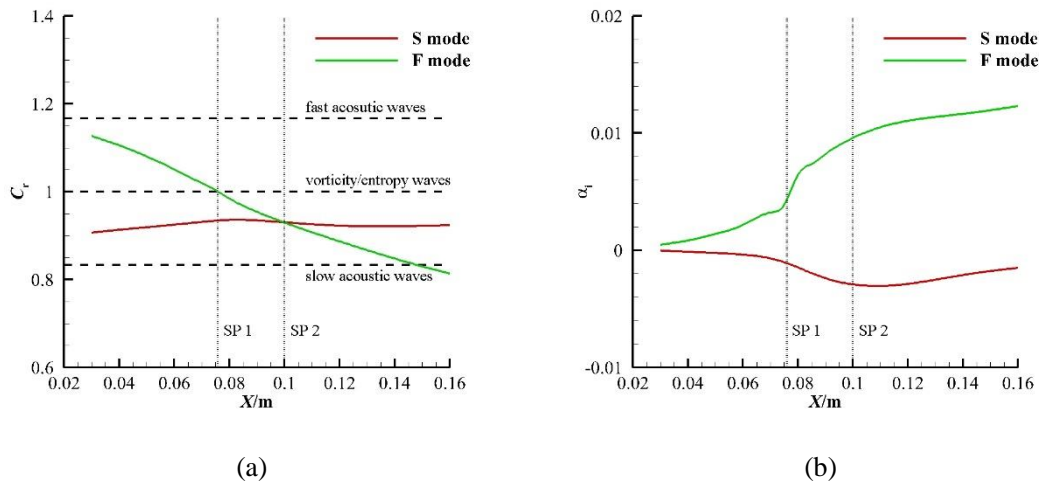 1.4
1.2
1
0.8
0.6
C_r
S mode
F mode
fast acosutic waves
vorticity/entropy waves
slow acoustic waves
SP 1
SP 2
0.02 0.04 0.06 0.08 0.1 0.12 0.14 0.16
X/m
(a)
0.02
0.01
0
-0.01
α_i
S mode
F mode
SP 1
SP 2
0.02 0.04 0.06 0.08 0.1 0.12 0.14 0.16
X/m
(b)